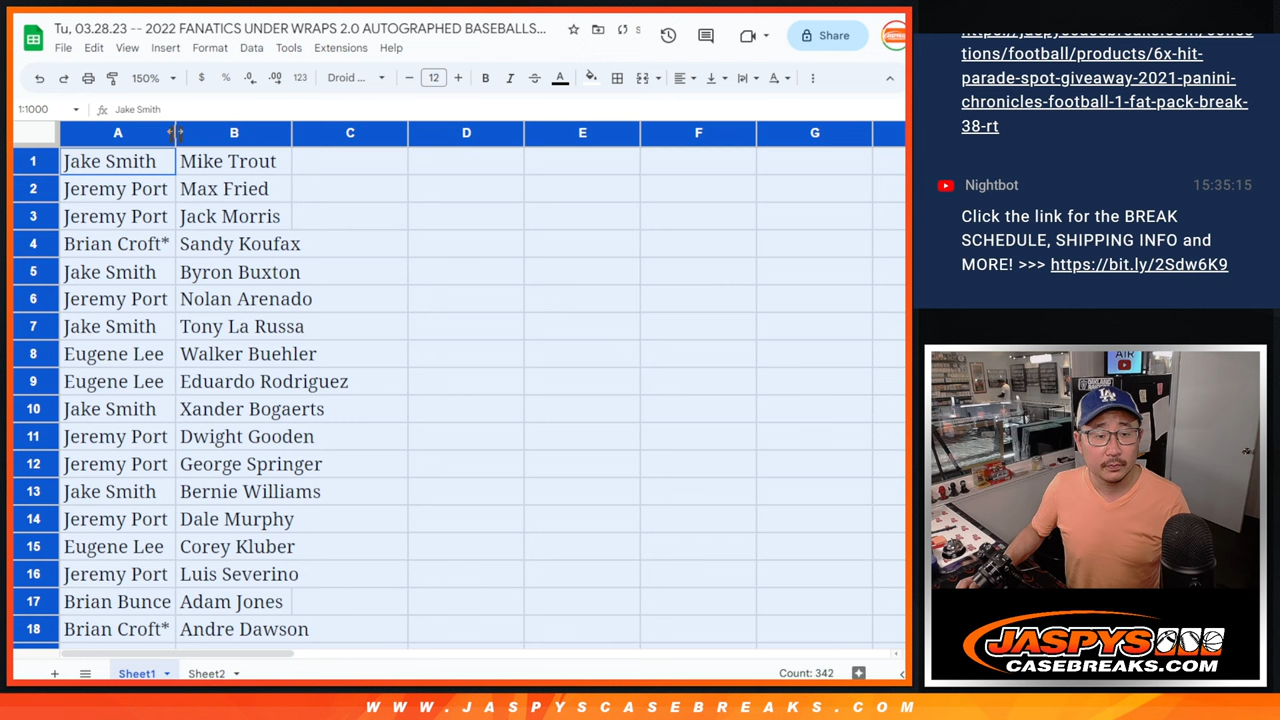 Tu, 03.28.23 -- 2022 FANATICS UNDER WRAPS 2.0 AUTOGRAPHED BASEBALLS...
File Edit View Insert Format Data Tools Extensions Help
Share
150% $ % .0 .00 123 Droid ... 12 B I A
1:1000 fx Jake Smith
A B C D E F G
1 Jake Smith Mike Trout
2 Jeremy Port Max Fried
3 Jeremy Port Jack Morris
4 Brian Croft* Sandy Koufax
5 Jake Smith Byron Buxton
6 Jeremy Port Nolan Arenado
7 Jake Smith Tony La Russa
8 Eugene Lee Walker Buehler
9 Eugene Lee Eduardo Rodriguez
10 Jake Smith Xander Bogaerts
11 Jeremy Port Dwight Gooden
12 Jeremy Port George Springer
13 Jake Smith Bernie Williams
14 Jeremy Port Dale Murphy
15 Eugene Lee Corey Kluber
16 Jeremy Port Luis Severino
17 Brian Bunce Adam Jones
18 Brian Croft* Andre Dawson
Sheet1 Sheet2 Count: 342
tions/football/products/6x-hit-
parade-spot-giveaway-2021-panini-
chronicles-football-1-fat-pack-break-
38-rt
Nightbot 15:35:15
Click the link for the BREAK
SCHEDULE, SHIPPING INFO and
MORE! >>> https://bit.ly/2Sdw6K9
AIR
LA
JASPYS
CASEBREAKS.COM
WWW.JASPYSCASEBREAKS.COM